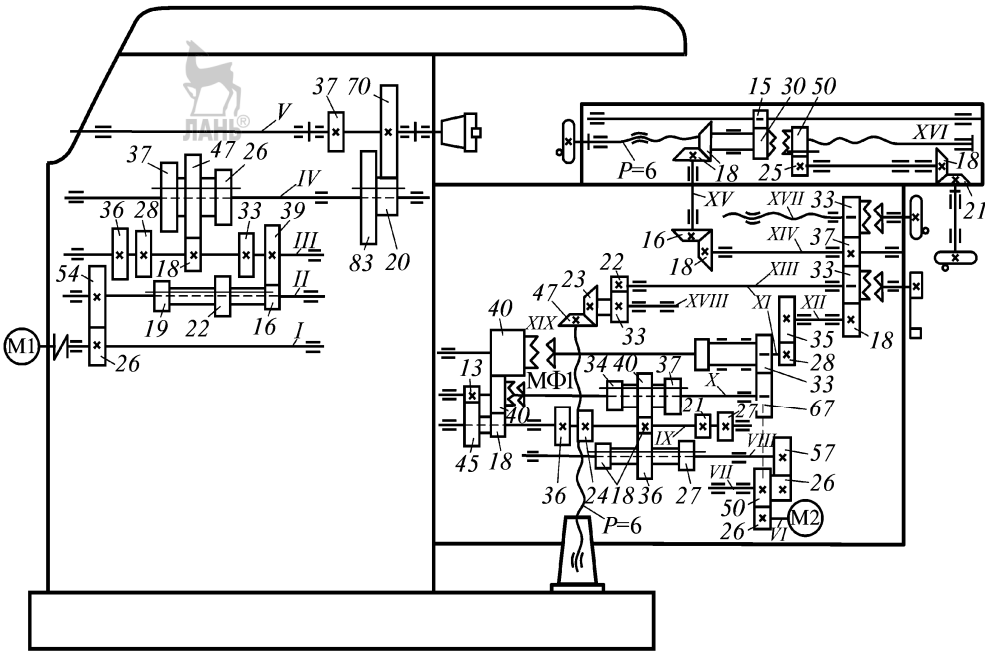 ЛАНЬ®
37 70
V
15 30 50
XVI
37 47 26
IV
P=6 18 25 18
36 28 33 39
III
XV
21
XVII 33
83 20
16 18 XIV 37
54 18 II
22 XIII 33
23
47 XVIII XI XII
19 22 16
40 XIX 33
I
M1
35 18
26
МФ1 34 40 37 28
13 X 33
40 21 27 67
IX VIII
45 18 57
VII
36 24 18 36 27 50 26
26 M2
P=6 VI